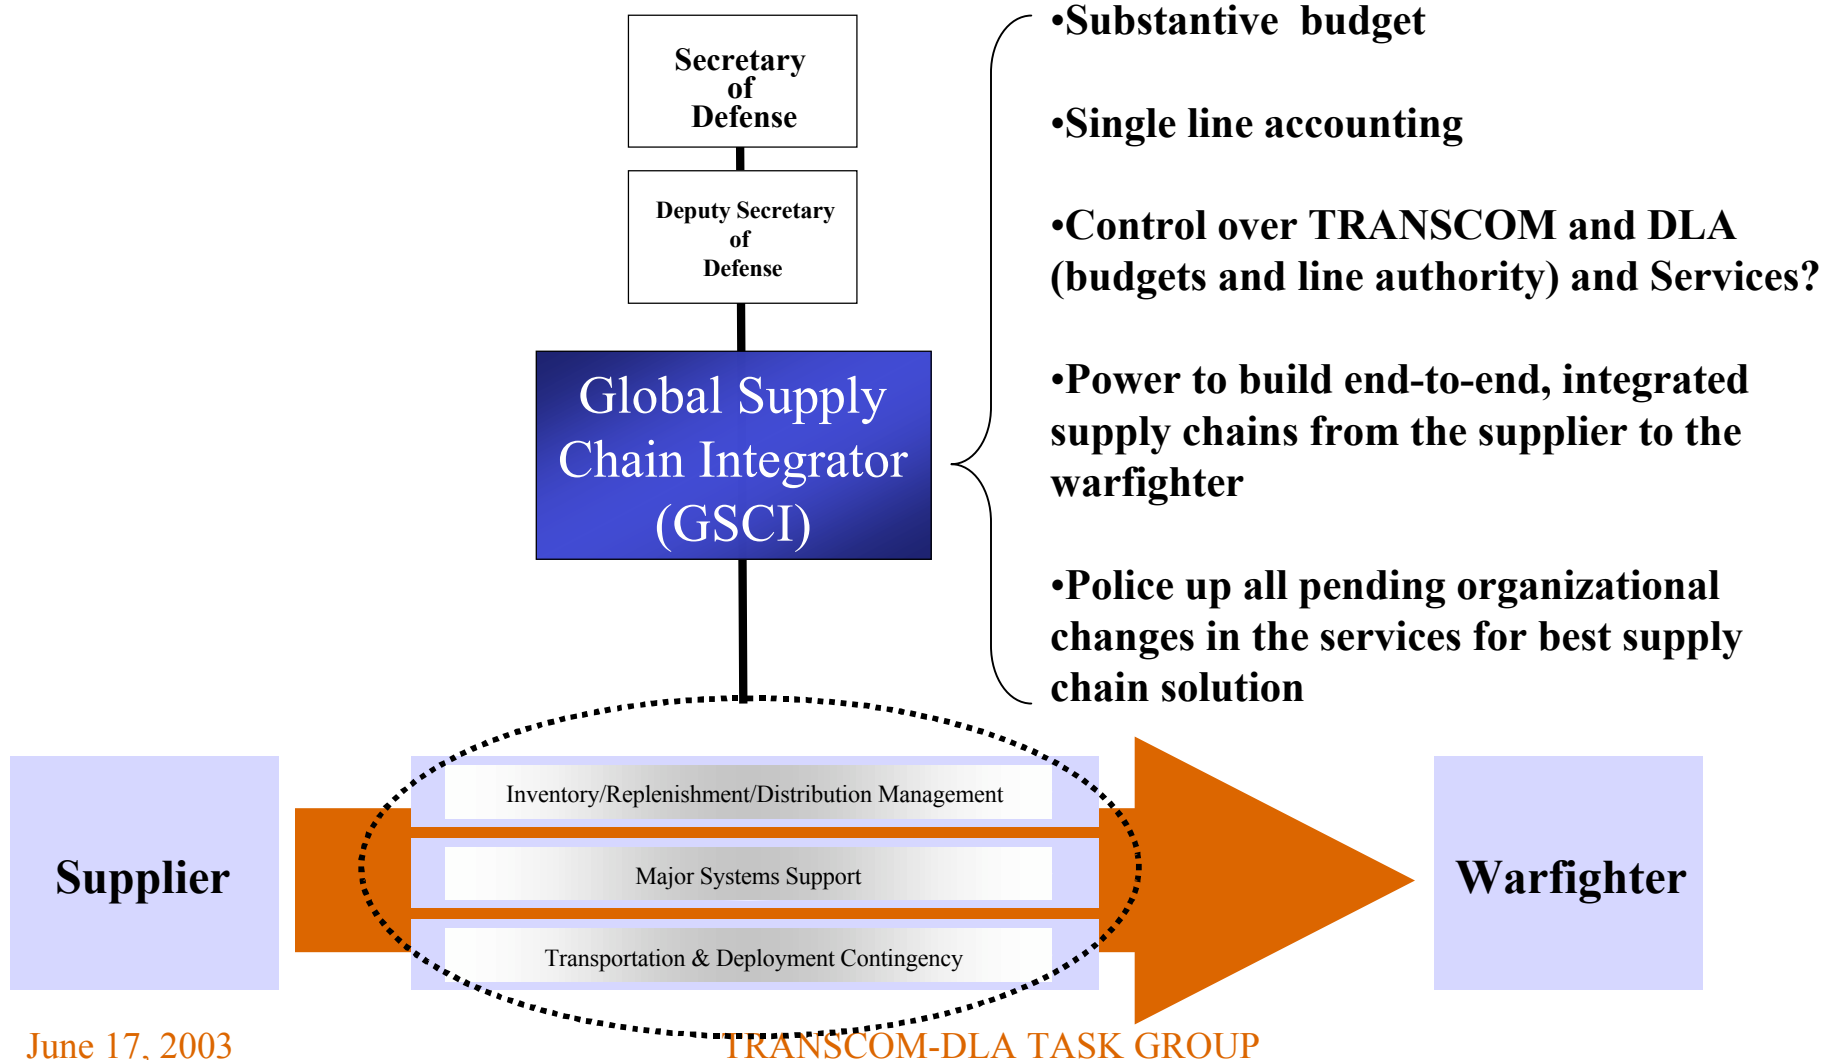 Secretary
of
Defense
Deputy Secretary
of
Defense
Global Supply
Chain Integrator
(GSCI)
•Substantive budget
•Single line accounting
•Control over TRANSCOM and DLA
(budgets and line authority) and Services?
•Power to build end-to-end, integrated
supply chains from the supplier to the
warfighter
•Police up all pending organizational
changes in the services for best supply
chain solution
Supplier
Inventory/Replenishment/Distribution Management
Major Systems Support
Transportation & Deployment Contingency
Warfighter
June 17, 2003
TRANSCOM-DLA TASK GROUP